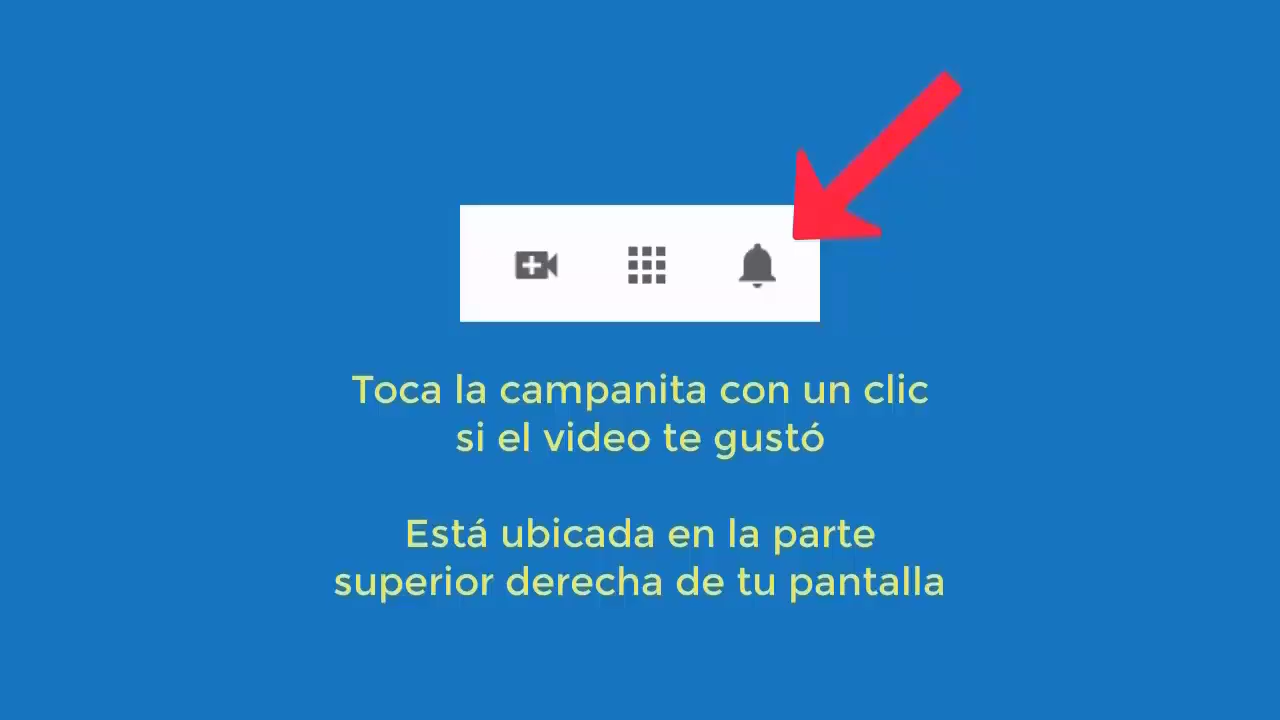 Toca la campanita con un clic
si el video te gustó
Está ubicada en la parte
superior derecha de tu pantalla